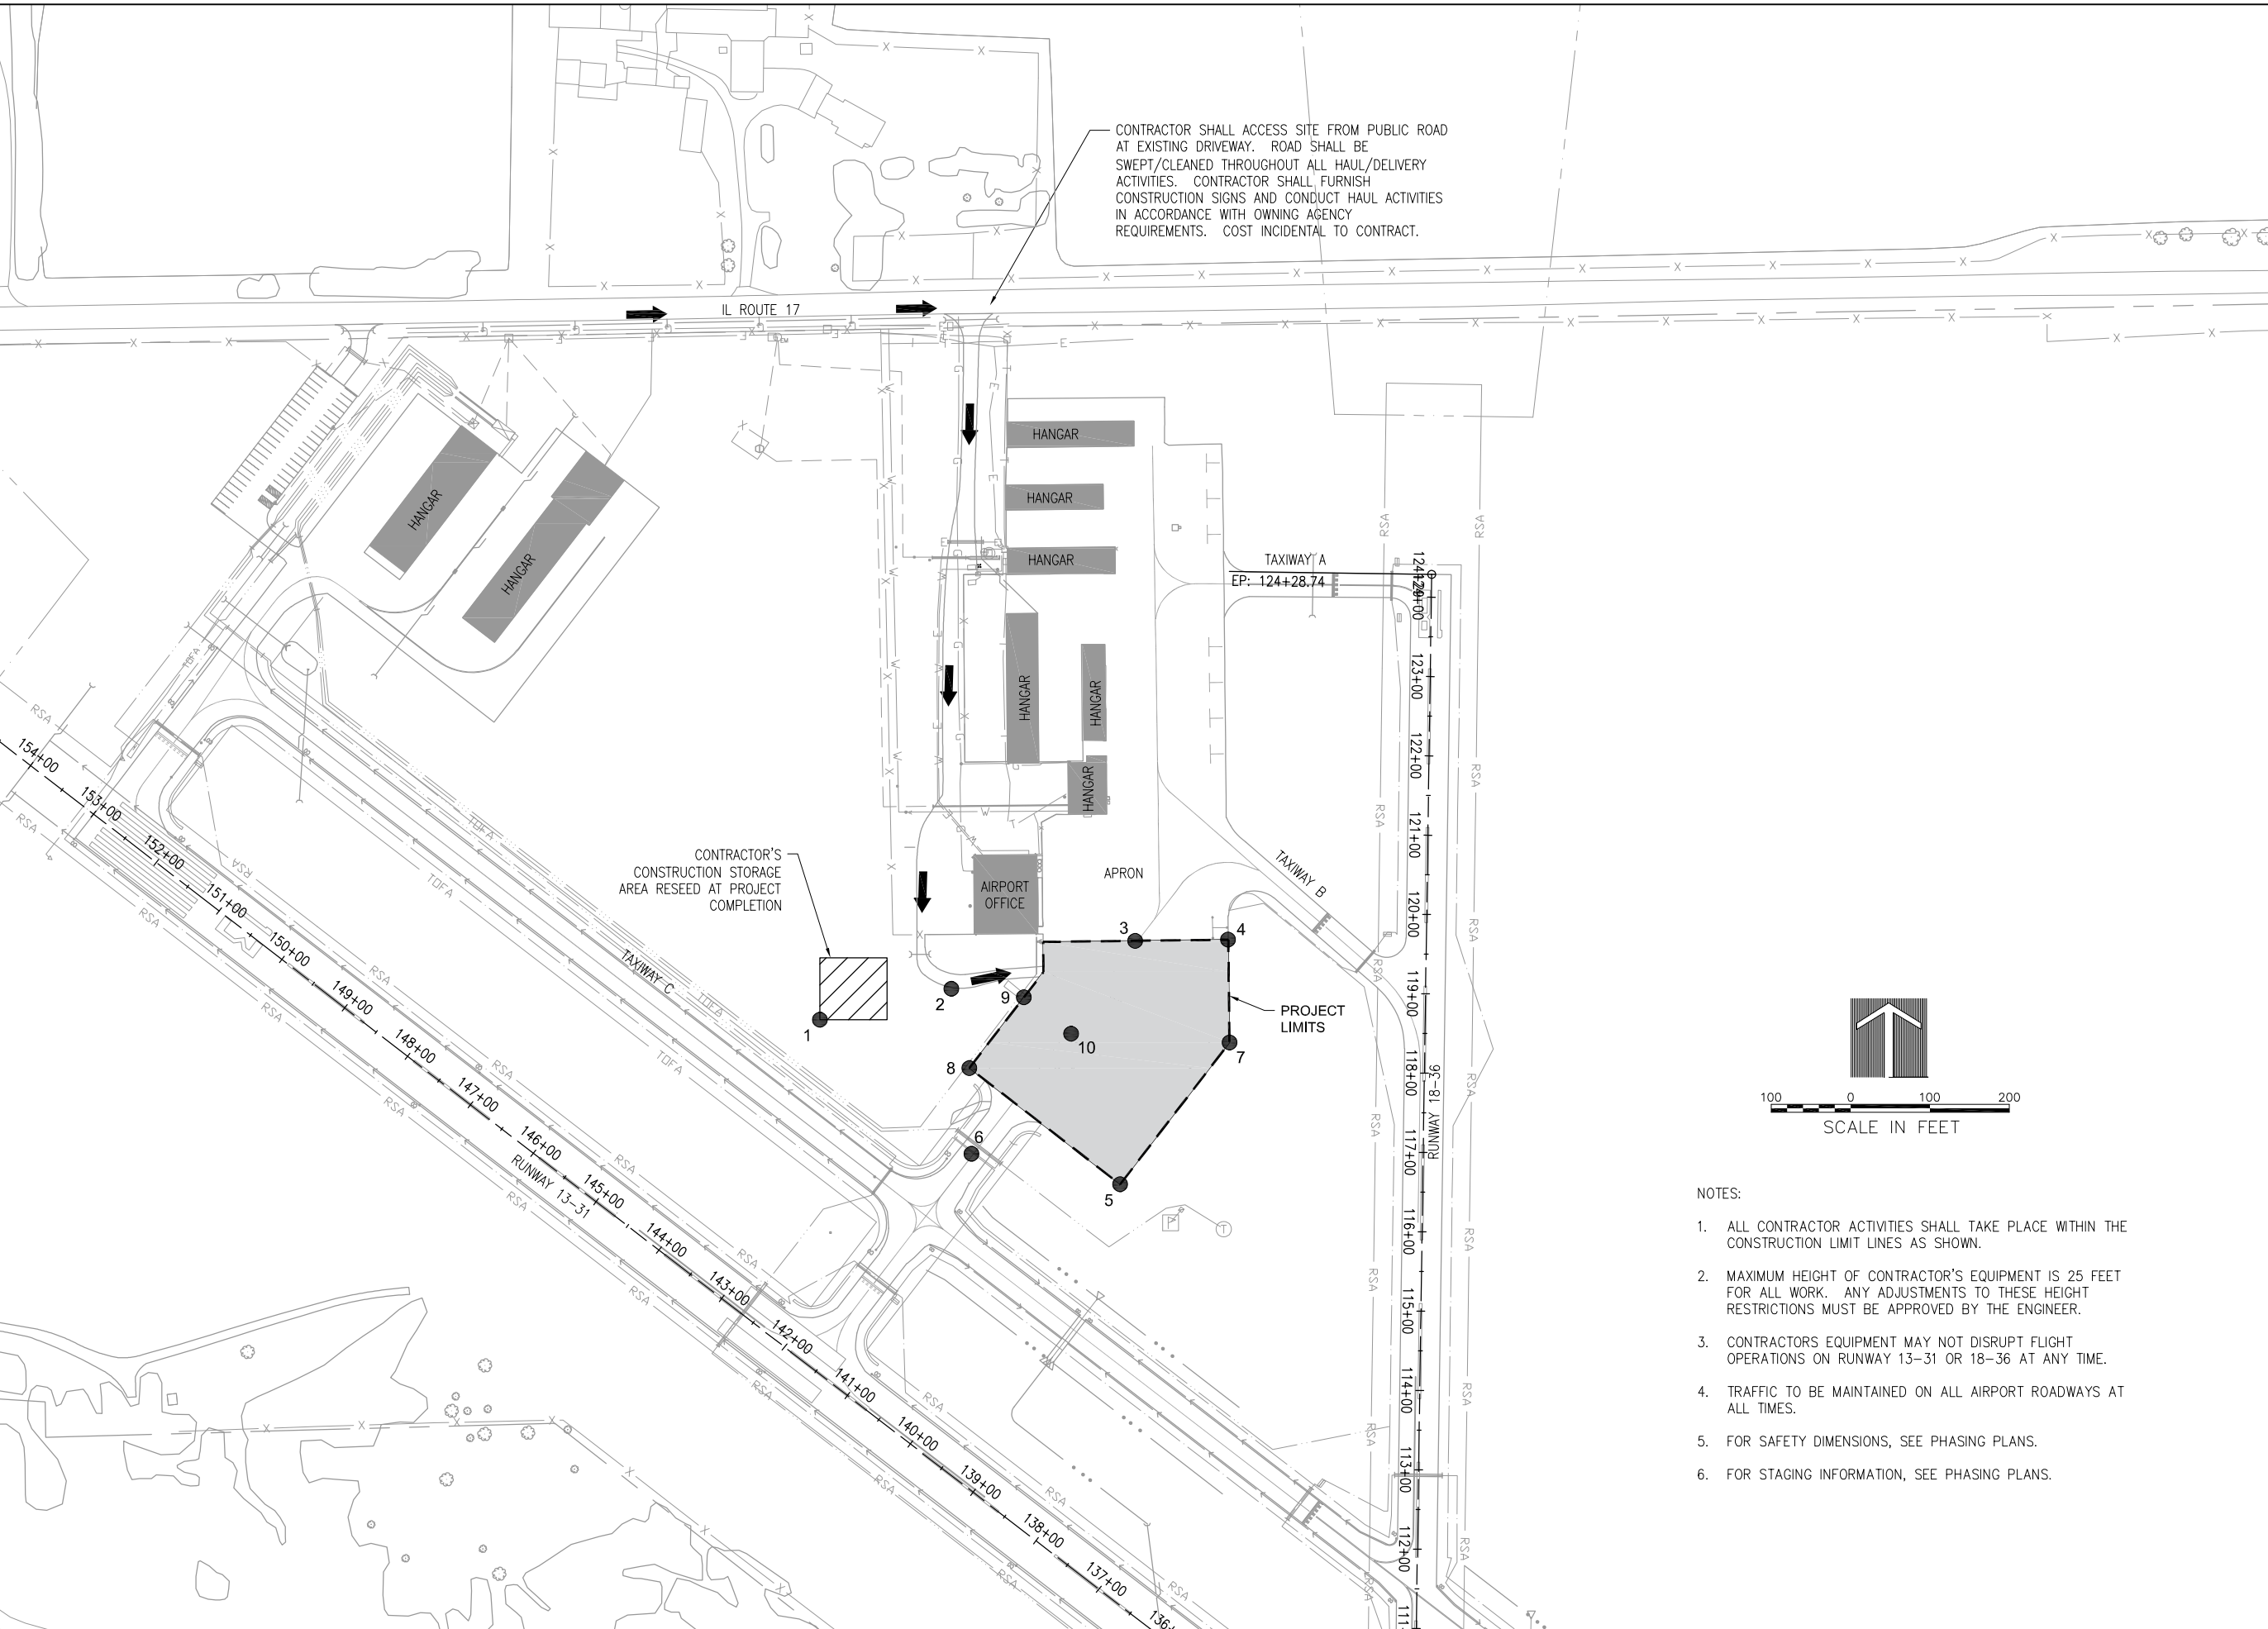 CONTRACTOR SHALL ACCESS SITE FROM PUBLIC ROAD
AT EXISTING DRIVEWAY. ROAD SHALL BE
SWEPT/CLEANED THROUGHOUT ALL HAUL/DELIVERY
ACTIVITIES. CONTRACTOR SHALL FURNISH
CONSTRUCTION SIGNS AND CONDUCT HAUL ACTIVITIES
IN ACCORDANCE WITH OWNING AGENCY
REQUIREMENTS. COST INCIDENTAL TO CONTRACT.
IL ROUTE 17
HANGAR
HANGAR
HANGAR
HANGAR
HANGAR
HANGAR
HANGAR
HANGAR
TAXIWAY A
EP: 124+28.74
123+00
122+00
121+00
120+00
119+00
118+00
117+00
116+00
115+00
114+00
113+00
112+00
RUNWAY 18-36
TAXIWAY B
APRON
AIRPORT
OFFICE
CONTRACTOR'S
CONSTRUCTION STORAGE
AREA RESEED AT PROJECT
COMPLETION
TAXIWAY C
TOFA
TOFA
TOFA
TOFA
TOFA
RSA
RSA
RSA
RSA
154+00
153+00
152+00
151+00
150+00
149+00
148+00
147+00
146+00
145+00
144+00
143+00
142+00
141+00
140+00
139+00
138+00
137+00
RUNWAY 13-31
1
2
3
4
5
6
7
8
9
10
PROJECT
LIMITS
100 0 100 200
SCALE IN FEET
NOTES:
1. ALL CONTRACTOR ACTIVITIES SHALL TAKE PLACE WITHIN THE
CONSTRUCTION LIMIT LINES AS SHOWN.
2. MAXIMUM HEIGHT OF CONTRACTOR'S EQUIPMENT IS 25 FEET
FOR ALL WORK. ANY ADJUSTMENTS TO THESE HEIGHT
RESTRICTIONS MUST BE APPROVED BY THE ENGINEER.
3. CONTRACTORS EQUIPMENT MAY NOT DISRUPT FLIGHT
OPERATIONS ON RUNWAY 13-31 OR 18-36 AT ANY TIME.
4. TRAFFIC TO BE MAINTAINED ON ALL AIRPORT ROADWAYS AT
ALL TIMES.
5. FOR SAFETY DIMENSIONS, SEE PHASING PLANS.
6. FOR STAGING INFORMATION, SEE PHASING PLANS.